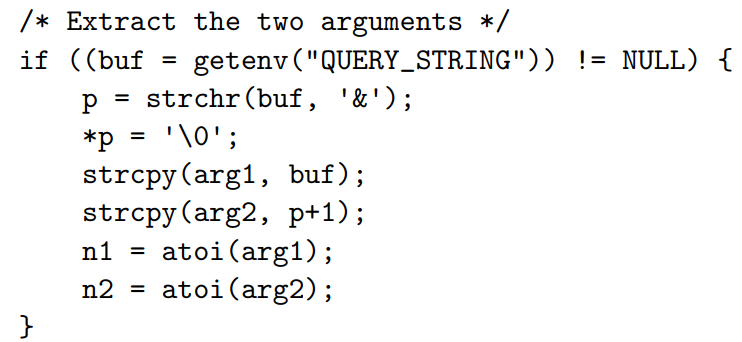 /* Extract the two arguments */
if ((buf = getenv("QUERY_STRING")) != NULL) {
    p = strchr(buf, '&');
    *p = '\0';
    strcpy(arg1, buf);
    strcpy(arg2, p+1);
    n1 = atoi(arg1);
    n2 = atoi(arg2);
}